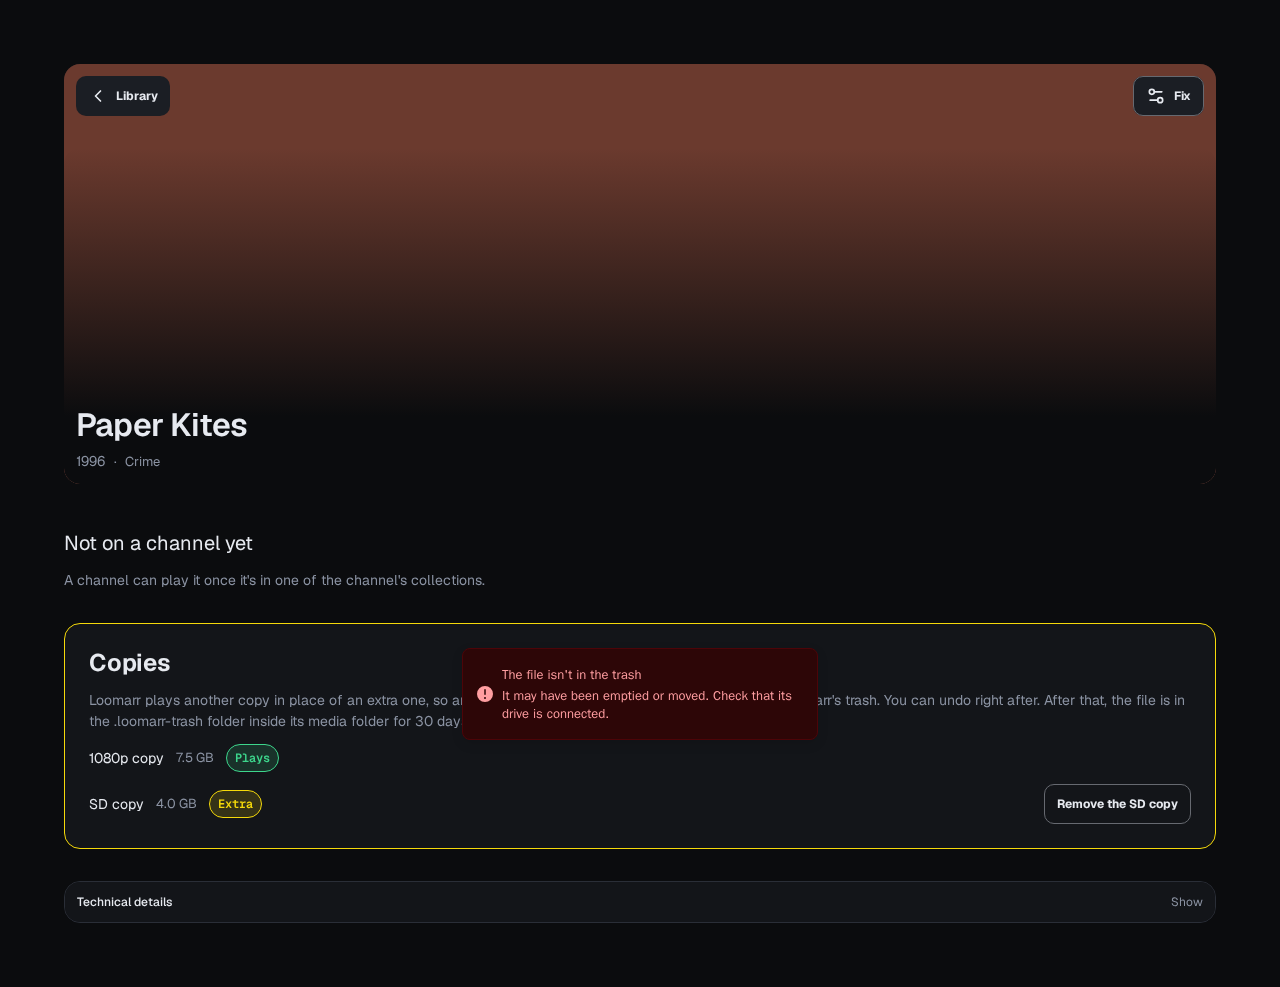 Library
Fix
Paper Kites
1996 · Crime
Not on a channel yet
A channel can play it once it's in one of the channel's collections.
Copies
The file isn't in the trash
It may have been emptied or moved. Check that its
drive is connected.
Loomarr plays another copy in place of an extra one, so trash. You can undo right after. After that, the file is in
the .loomarr-trash folder inside its media folder for 30
1080p copy 7.5 GB Plays
SD copy 4.0 GB Extra
Remove the SD copy
Technical details
Show